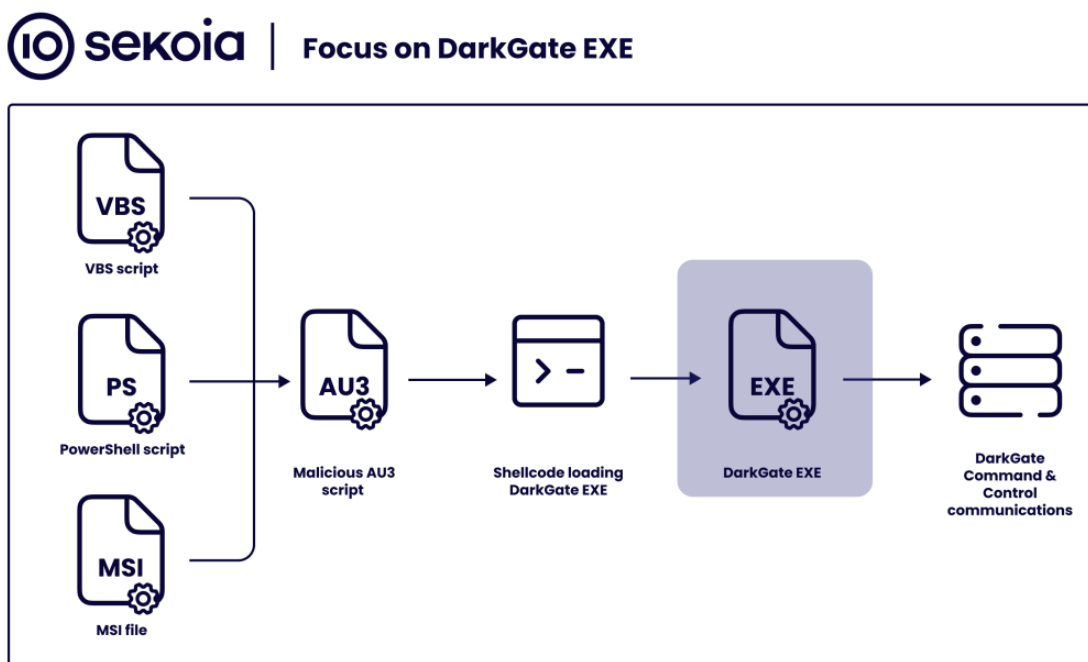 IO sekoia | Focus on DarkGate EXE
VBS
VBS script
PS
PowerShell script
MSI
MSI file
AU3
Malicious AU3
script
Shellcode loading
DarkGate EXE
EXE
DarkGate EXE
DarkGate
Command &
Control
communications